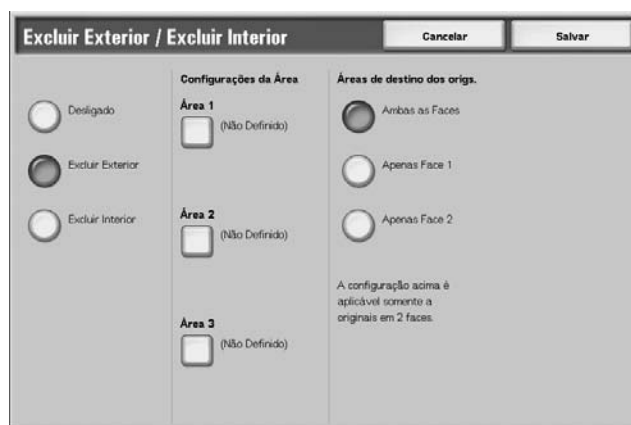 Excluir Exterior / Excluir Interior
Cancelar
Salvar
Desligado
Excluir Exterior
Excluir Interior
Configurações da Área
Área 1
(Não Definido)
Área 2
(Não Definido)
Área 3
(Não Definido)
Áreas de destino dos origs.
Ambas as Faces
Apenas Face 1
Apenas Face 2
A configuração acima é
aplicável somente a
originais em 2 faces.